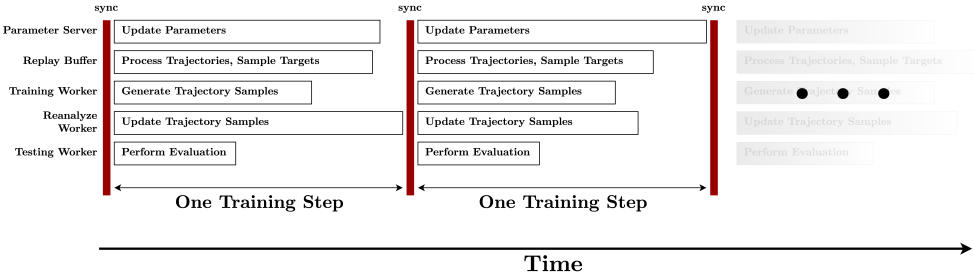 sync sync sync
Parameter Server Update Parameters Update Parameters Update Parameters
Replay Buffer Process Trajectories, Sample Targets Process Trajectories, Sample Targets Process Trajectories, Sample Targets
Training Worker Generate Trajectory Samples Generate Trajectory Samples Generate Trajectory Samples
Reanalyze
Worker Update Trajectory Samples Update Trajectory Samples Update Trajectory Samples
Testing Worker Perform Evaluation Perform Evaluation Perform Evaluation
One Training Step One Training Step
Time